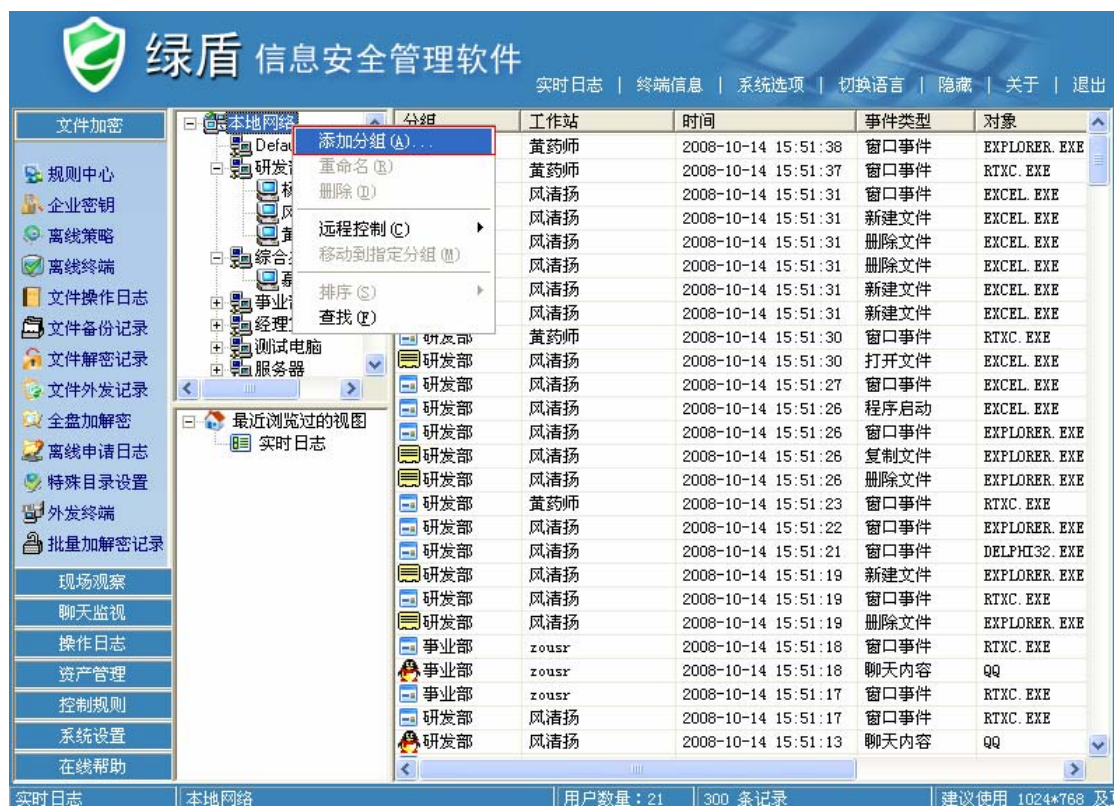 绿盾 信息安全管理软件
实时日志 | 终端信息 | 系统选项 | 切换语言 | 隐藏 | 关于 | 退出
文件加密
规则中心
企业密钥
离线策略
离线终端
文件操作日志
文件备份记录
文件解密记录
文件外发记录
全盘加解密
离线申请日志
特殊目录设置
外发终端
批量加解密记录
现场观察
聊天监视
操作日志
资产管理
控制规则
系统设置
在线帮助
本地网络
Defau
研发
综合
事业
经理
测试电脑
服务器
添加分组(A)...
重命名(R)
删除(D)
远程控制(C)
移动到指定分组(M)
排序(S)
查找(F)
最近浏览过的视图
实时日志
分组 工作站 时间 事件类型 对象
黄药师 2008-10-14 15:51:38 窗口事件 EXPLORER.EXE
黄药师 2008-10-14 15:51:37 窗口事件 RTXC.EXE
风清扬 2008-10-14 15:51:31 窗口事件 EXCEL.EXE
风清扬 2008-10-14 15:51:31 新建文件 EXCEL.EXE
风清扬 2008-10-14 15:51:31 删除文件 EXCEL.EXE
风清扬 2008-10-14 15:51:31 删除文件 EXCEL.EXE
风清扬 2008-10-14 15:51:31 新建文件 EXCEL.EXE
风清扬 2008-10-14 15:51:31 新建文件 EXCEL.EXE
研发部 黄药师 2008-10-14 15:51:30 窗口事件 RTXC.EXE
研发部 风清扬 2008-10-14 15:51:30 打开文件 EXCEL.EXE
研发部 风清扬 2008-10-14 15:51:27 窗口事件 EXCEL.EXE
研发部 风清扬 2008-10-14 15:51:26 程序启动 EXCEL.EXE
研发部 风清扬 2008-10-14 15:51:26 窗口事件 EXPLORER.EXE
研发部 风清扬 2008-10-14 15:51:26 复制文件 EXPLORER.EXE
研发部 风清扬 2008-10-14 15:51:26 删除文件 EXPLORER.EXE
研发部 黄药师 2008-10-14 15:51:23 窗口事件 RTXC.EXE
研发部 风清扬 2008-10-14 15:51:22 窗口事件 EXPLORER.EXE
研发部 风清扬 2008-10-14 15:51:21 窗口事件 DELPHI32.EXE
研发部 风清扬 2008-10-14 15:51:19 新建文件 EXPLORER.EXE
研发部 风清扬 2008-10-14 15:51:19 窗口事件 RTXC.EXE
研发部 风清扬 2008-10-14 15:51:19 删除文件 EXPLORER.EXE
事业部 zousr 2008-10-14 15:51:18 窗口事件 RTXC.EXE
事业部 zousr 2008-10-14 15:51:18 聊天内容 QQ
事业部 zousr 2008-10-14 15:51:17 窗口事件 RTXC.EXE
研发部 风清扬 2008-10-14 15:51:17 窗口事件 RTXC.EXE
研发部 风清扬 2008-10-14 15:51:13 聊天内容 QQ
实时日志 本地网络 用户数量：21 300 条记录 建议使用 1024*768 及